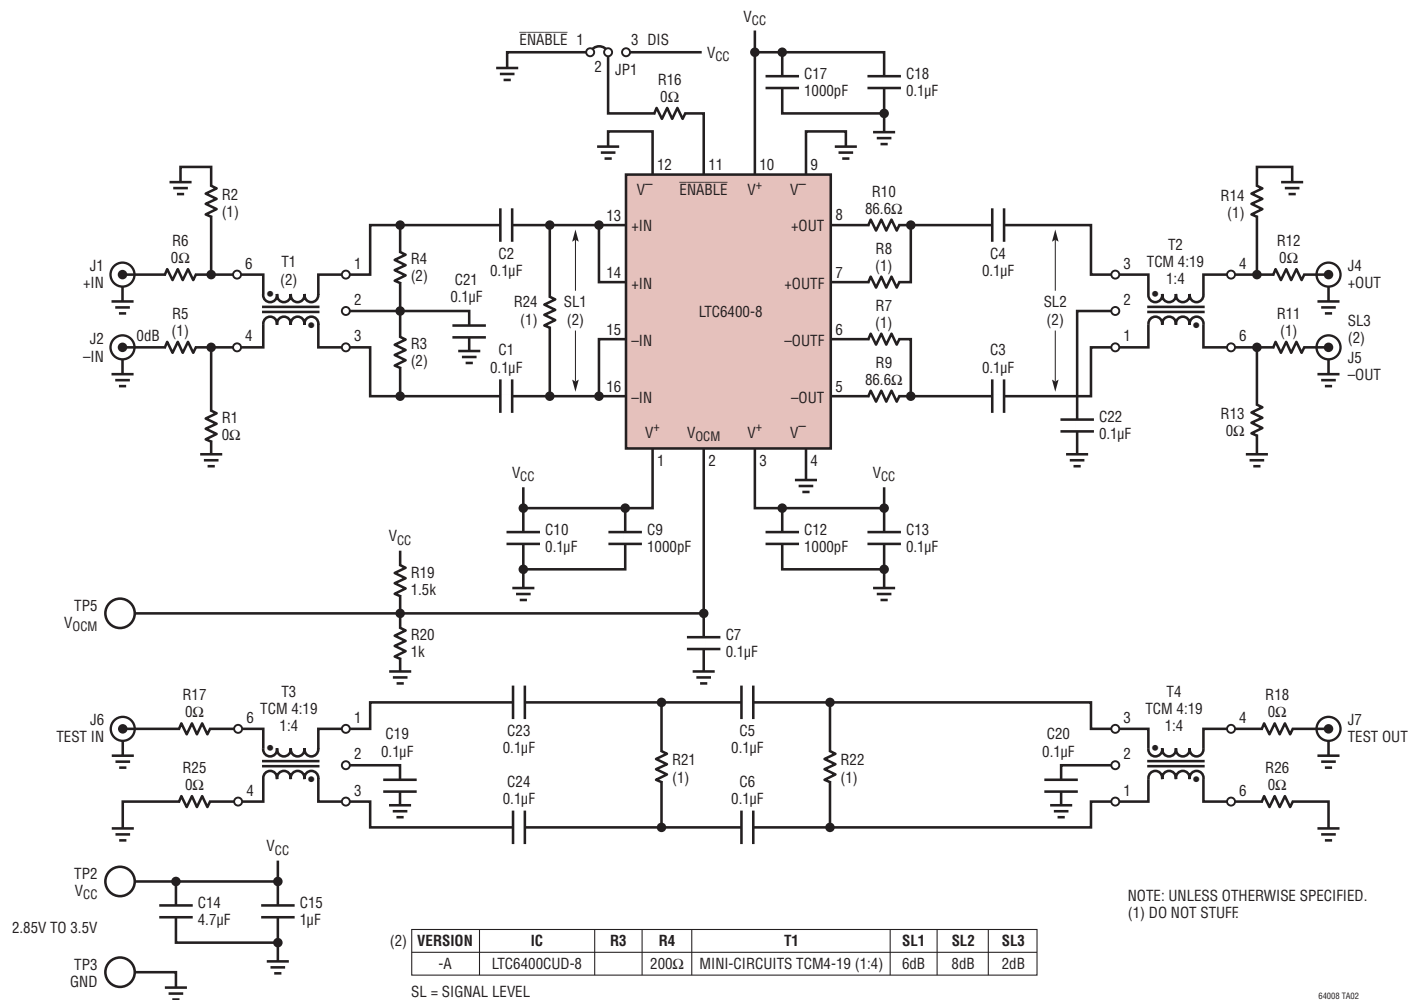 VCC
ENABLE 1
3 DIS
VCC
2
JP1
R16
0Ω
C17
1000pF
C18
0.1µF
12
11
10
9
V–
ENABLE
V+
V–
R2
(1)
R6
0Ω
J1
+IN
6
T1
(2)
1
R4
(2)
C21
0.1µF
2
C2
0.1µF
R24
(1)
SL1
(2)
13
+IN
14
+IN
LTC6400-8
15
–IN
16
–IN
J2
–IN
0dB
R5
(1)
4
3
R3
(2)
C1
0.1µF
R1
0Ω
+OUT
8
R10
86.6Ω
R8
(1)
+OUTF
7
R7
(1)
–OUTF
6
R9
86.6Ω
–OUT
5
C4
0.1µF
C3
0.1µF
SL2
(2)
3
T2
TCM 4:19
1:4
2
1
4
R14
(1)
R12
0Ω
J4
+OUT
R11
(1)
SL3
(2)
J5
–OUT
6
R13
0Ω
C22
0.1µF
V+
VOCM
V+
V–
1
2
3
4
VCC
C10
0.1µF
C9
1000pF
VCC
C12
1000pF
C13
0.1µF
VCC
R19
1.5k
TP5
VOCM
R20
1k
C7
0.1µF
J6
TEST IN
R17
0Ω
6
T3
TCM 4:19
1:4
1
C19
0.1µF
2
R25
0Ω
4
3
C23
0.1µF
C24
0.1µF
R21
(1)
C5
0.1µF
C6
0.1µF
R22
(1)
C20
0.1µF
3
T4
TCM 4:19
1:4
2
1
4
R18
0Ω
J7
TEST OUT
6
R26
0Ω
TP2
VCC
VCC
C14
4.7µF
C15
1µF
2.85V TO 3.5V
TP3
GND
NOTE: UNLESS OTHERWISE SPECIFIED.
(1) DO NOT STUFF.
(2) VERSION IC R3 R4 T1 SL1 SL2 SL3
-A LTC6400CUD-8 200Ω MINI-CIRCUITS TCM4-19 (1:4) 6dB 8dB 2dB
SL = SIGNAL LEVEL
64008 TA02